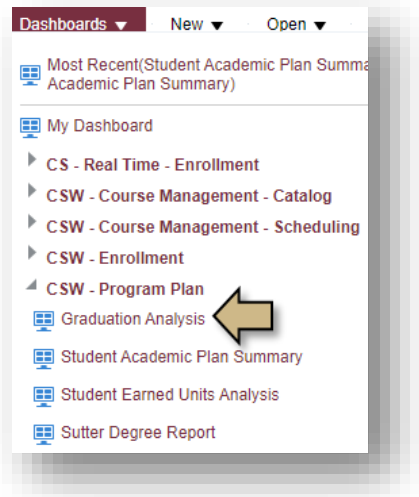 Dashboards New Open
Most Recent(Student Academic Plan
Academic Plan Summary)
My Dashboard
CS - Real Time - Enrollment
CSW - Course Management - Catalog
CSW - Course Management - Scheduling
CSW - Enrollment
CSW - Program Plan
Graduation Analysis
Student Academic Plan Summary
Student Earned Units Analysis
Sutter Degree Report